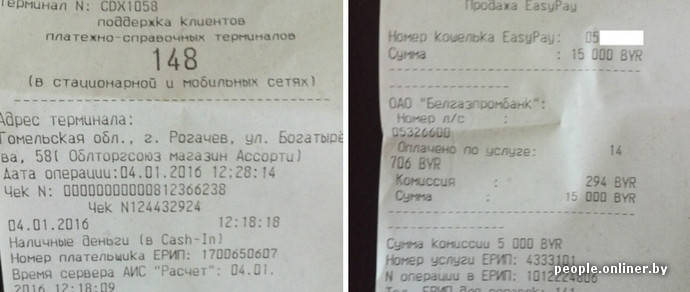 Терминал N: CDX1058
поддержка клиентов
платежно-справочных терминалов
148
(в стационарной и мобильных сетях)
Адрес терминала:
Гомельская обл., г. Рогачев, ул. Богатырё
ва, 58( Облторгсоюз магазин Ассорти)
Дата операции:04.01.2016 12:28:14
Чек N: 00000000000812366238
Чек N124432924
04.01.2016 12:18:18
Наличные деньги (в Cash-In)
Номер плательщика ЕРИП: 1700650607
Время сервера АИС "Расчет": 04.01.
2016 12:18:09
Продажа EasyPay
Номер кошелька EasyPay: 05
Сумма : 15 000 BYR
ОАО "Белгазпромбанк":
Номер л/с :
05326600
Оплачено по услуге: 14
706 BYR
Комиссия : 294 BYR
Сумма : 15 000 BYR
Сумма комиссии 5 000 BYR
Номер услуги ЕРИП: 4333101
N операции в ЕРИП: 1012224806
people.onliner.by